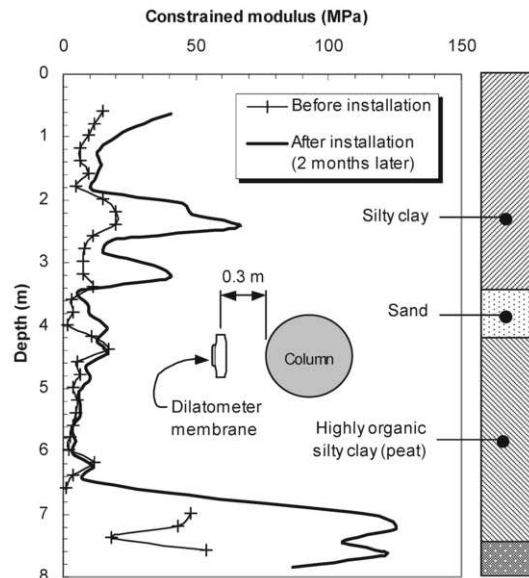 Constrained modulus (MPa)
0 50 100 150
0
1
2
3
4
5
6
7
8
Depth (m)
Before installation
After installation
(2 months later)
0.3 m
Column
Dilatometer
membrane
Silty clay
Sand
Highly organic
silty clay (peat)